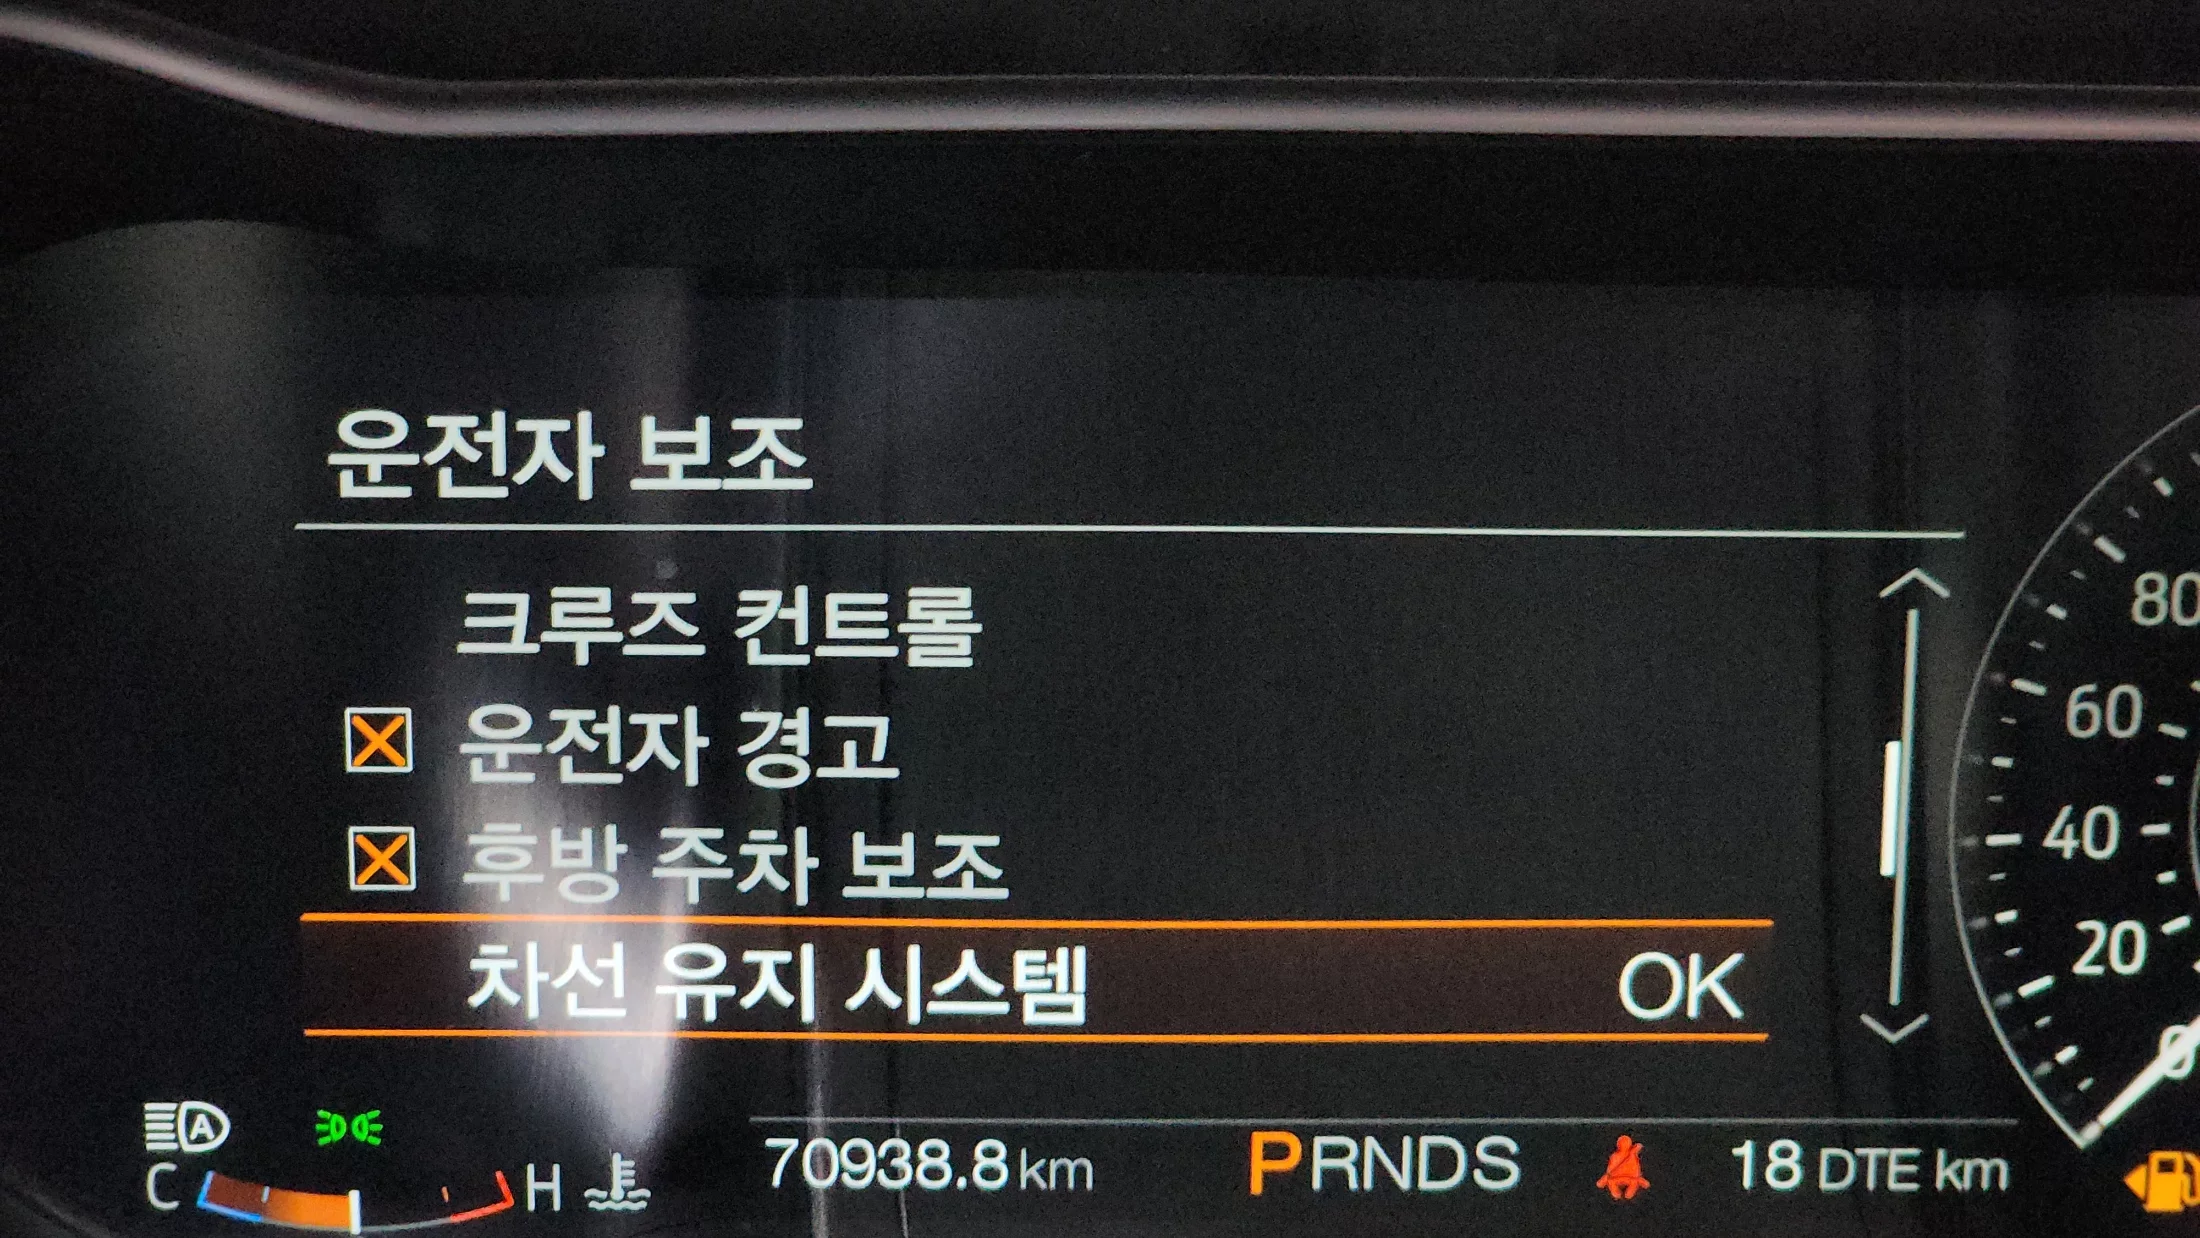 운전자 보조
크루즈 컨트롤
운전자 경고
후방 주차 보조
차선 유지 시스템 OK
80
60
40
20
0
A
C H 70938.8 km PRNDS 18 DTE km